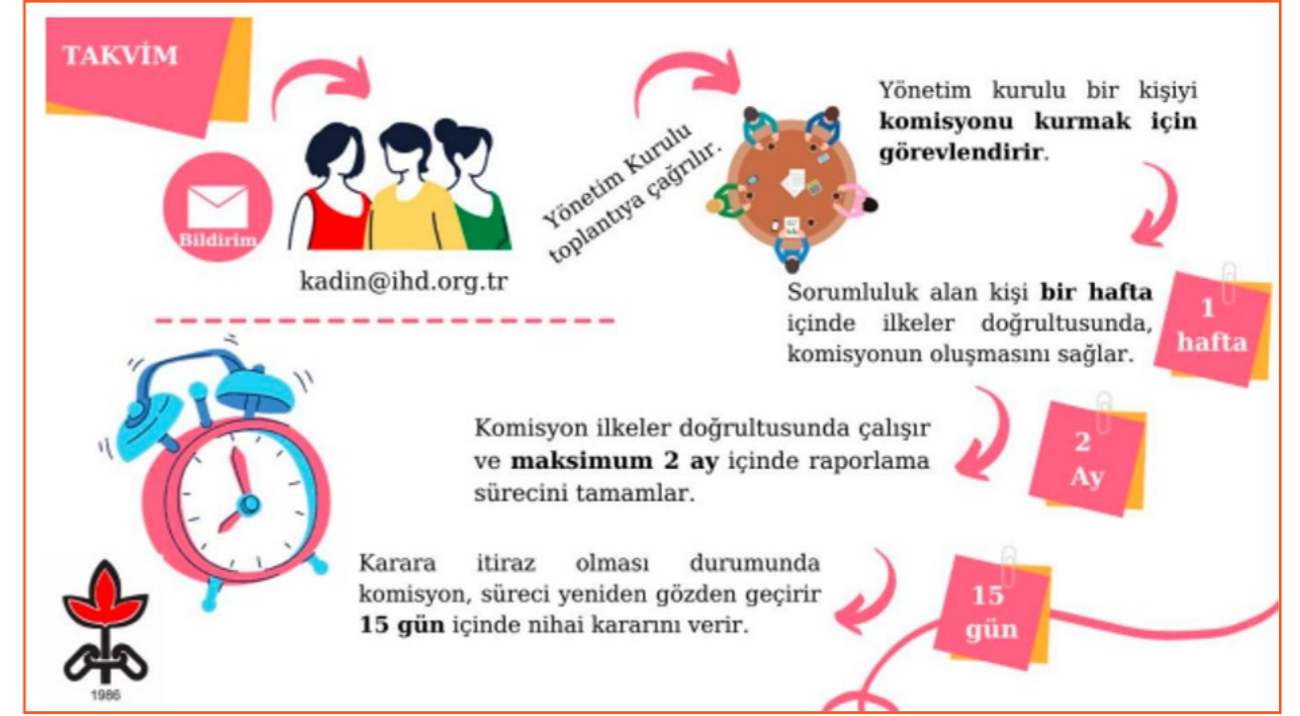 TAKVİM
Bildirim
kadin@ihd.org.tr
Yönetim Kurulu
toplantıya çağrılır.
Yönetim kurulu bir kişiyi
komisyonu kurmak için
görevlendirir.
Sorumluluk alan kişi bir hafta
içinde ilkeler doğrultusunda,
komisyonun oluşmasını sağlar.
1
hafta
Komisyon ilkeler doğrultusunda çalışır
ve maksimum 2 ay içinde raporlama
sürecini tamamlar.
2
Ay
Karara itiraz olması durumunda
komisyon, süreci yeniden gözden geçirir
15 gün içinde nihai kararını verir.
15
gün
1986